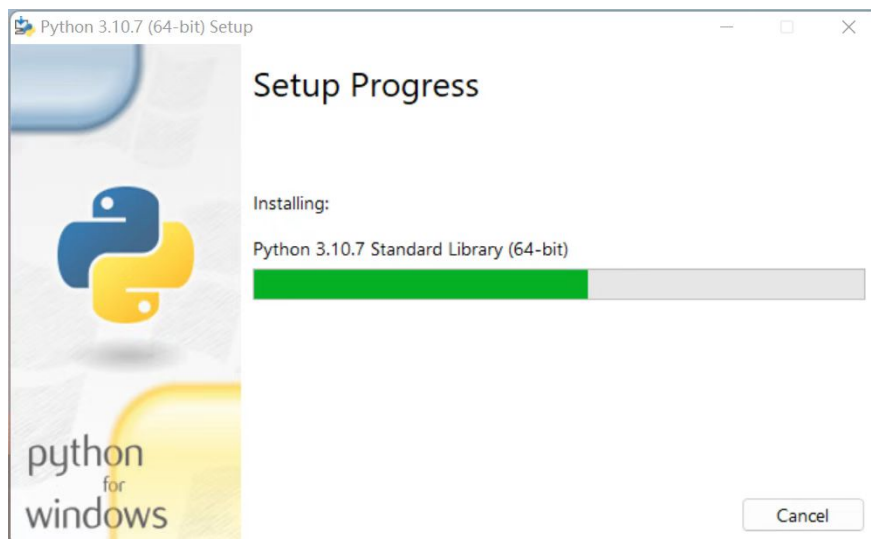 Python 3.10.7 (64-bit) Setup
Setup Progress
Installing:
Python 3.10.7 Standard Library (64-bit)
python
for
windows
Cancel